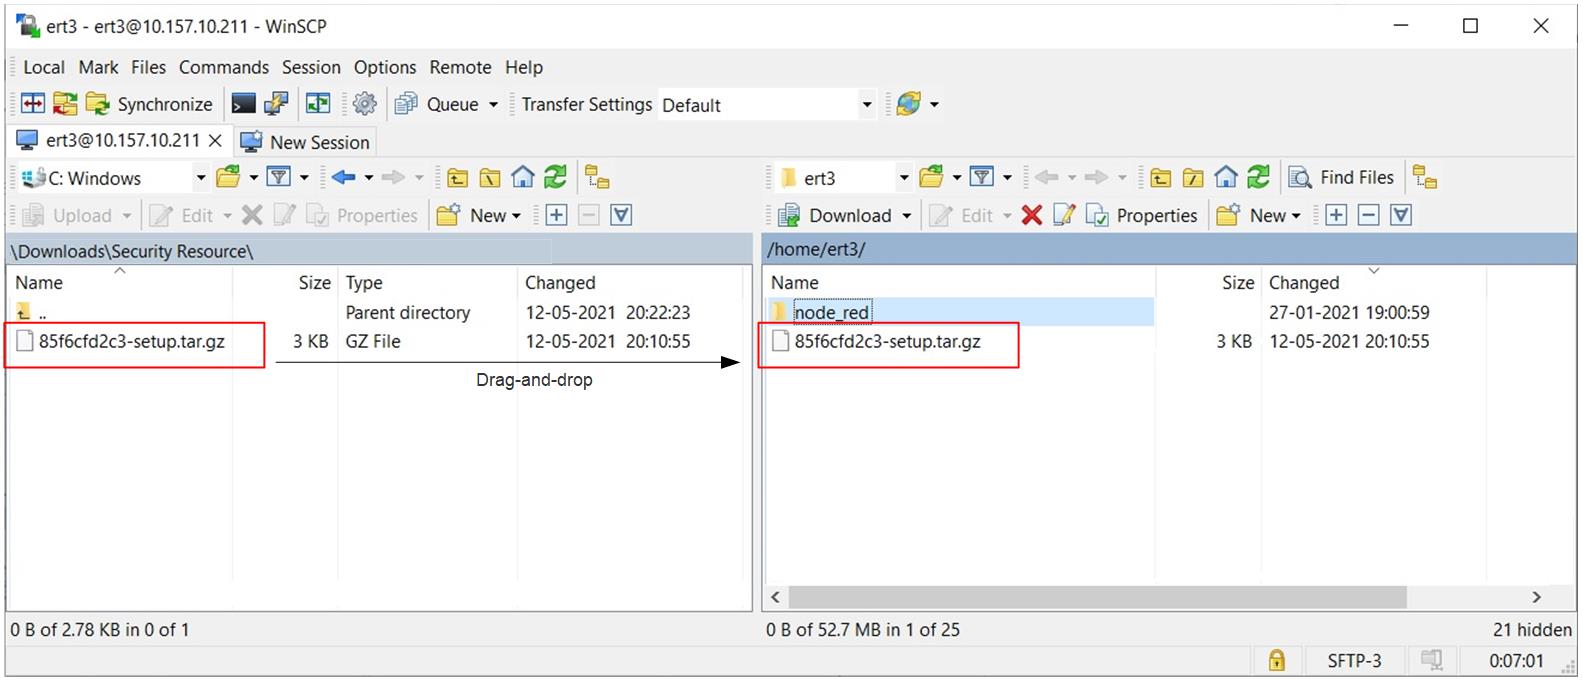 ert3 - ert3@10.157.10.211 - WinSCP
Local Mark Files Commands Session Options Remote Help
Synchronize Queue Transfer Settings Default
ert3@10.157.10.211 New Session
C: Windows ert3 Find Files
Upload Edit Properties New Download Edit Properties New
\Downloads\Security Resource\ /home/ert3/
Name Size Type Changed Name Size Changed
.. Parent directory 12-05-2021 20:22:23 node_red 27-01-2021 19:00:59
85f6cfd2c3-setup.tar.gz 3 KB GZ File 12-05-2021 20:10:55 85f6cfd2c3-setup.tar.gz 3 KB 12-05-2021 20:10:55
Drag-and-drop
0 B of 2.78 KB in 0 of 1 0 B of 52.7 MB in 1 of 25 21 hidden
SFTP-3 0:07:01